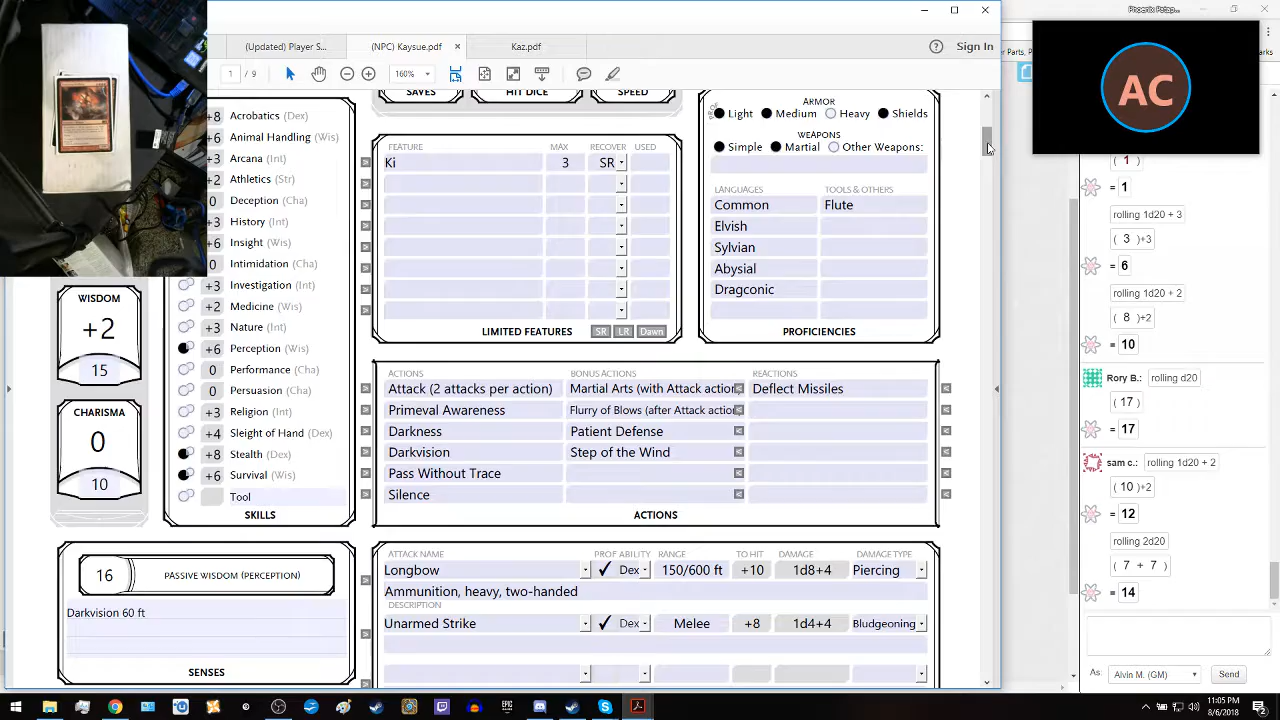 Phoenix Pstap...
(Updated) Potter S...
(NPC)
.pdf
Sign In
er Parts, P
1 / 9
SAVES
HIT DICE
SPEED
ARMOR
Light
Medium
Heavy
Shields
WEAPONS
Simple
Martial
Other Weapons:
+8 Acrobatics (Dex)
+6
Handling (Wis)
+3 Arcana (Int)
+2 Athletics (Str)
0 Deception (Cha)
+3 History (Int)
+6 Insight (Wis)
0 Intimidation (Cha)
+3 Investigation (Int)
+2 Medicine (Wis)
+3 Nature (Int)
+6 Perception (Wis)
0 Performance (Cha)
0 Persuasion (Cha)
+3 Religion (Int)
+4 Sleight of Hand (Dex)
+8 Stealth (Dex)
+6 Survival (Wis)
Tool
SKILLS
WISDOM
+2
15
CHARISMA
0
10
FEATURE MAX RECOVER USED
Ki 3 SR
LIMITED FEATURES SR LR Dawn
LANGUAGES TOOLS & OTHERS
Common Flute
Elvish
Sylvian
Abysial
Dragconic
PROFICIENCIES
ACTIONS BONUS ACTIONS REACTIONS
(2 attacks per action) Martial Arts (with Attack action Deflect Missiles
Primeval Awareness Flurry of Blows (after Attack action
Darkness Patient Defense
Darkvision Step of the Wind
Pass Without Trace
Silence
ACTIONS
16 PASSIVE WISDOM (PERCEPTION)
Darkvision 60 ft
SENSES
ATTACK NAME PROF ABILITY RANGE TO HIT DAMAGE DAMAGE TYPE
Longbow Dex 150/600 ft +10 1d8+4 Piercing
Ammunition, heavy, two-handed
DESCRIPTION
Unarmed Strike Dex Melee +8 1d4+4 Bludgeoning
AC
( 1 )
= 1
rolling 1d20 + 3
( 3 )+3
= 6
rolling 1d20 + 2
( 8 )+2
= 10
Rory B.: rolling d20
( 17 )
= 17
sam c.: rolling 1d20 + 2
( 10 )+2
= 12
rolling 2d20
( 7 + 7 )
= 14
As: Alvin M. (GM) Send
11:05 PM
8/6/2018